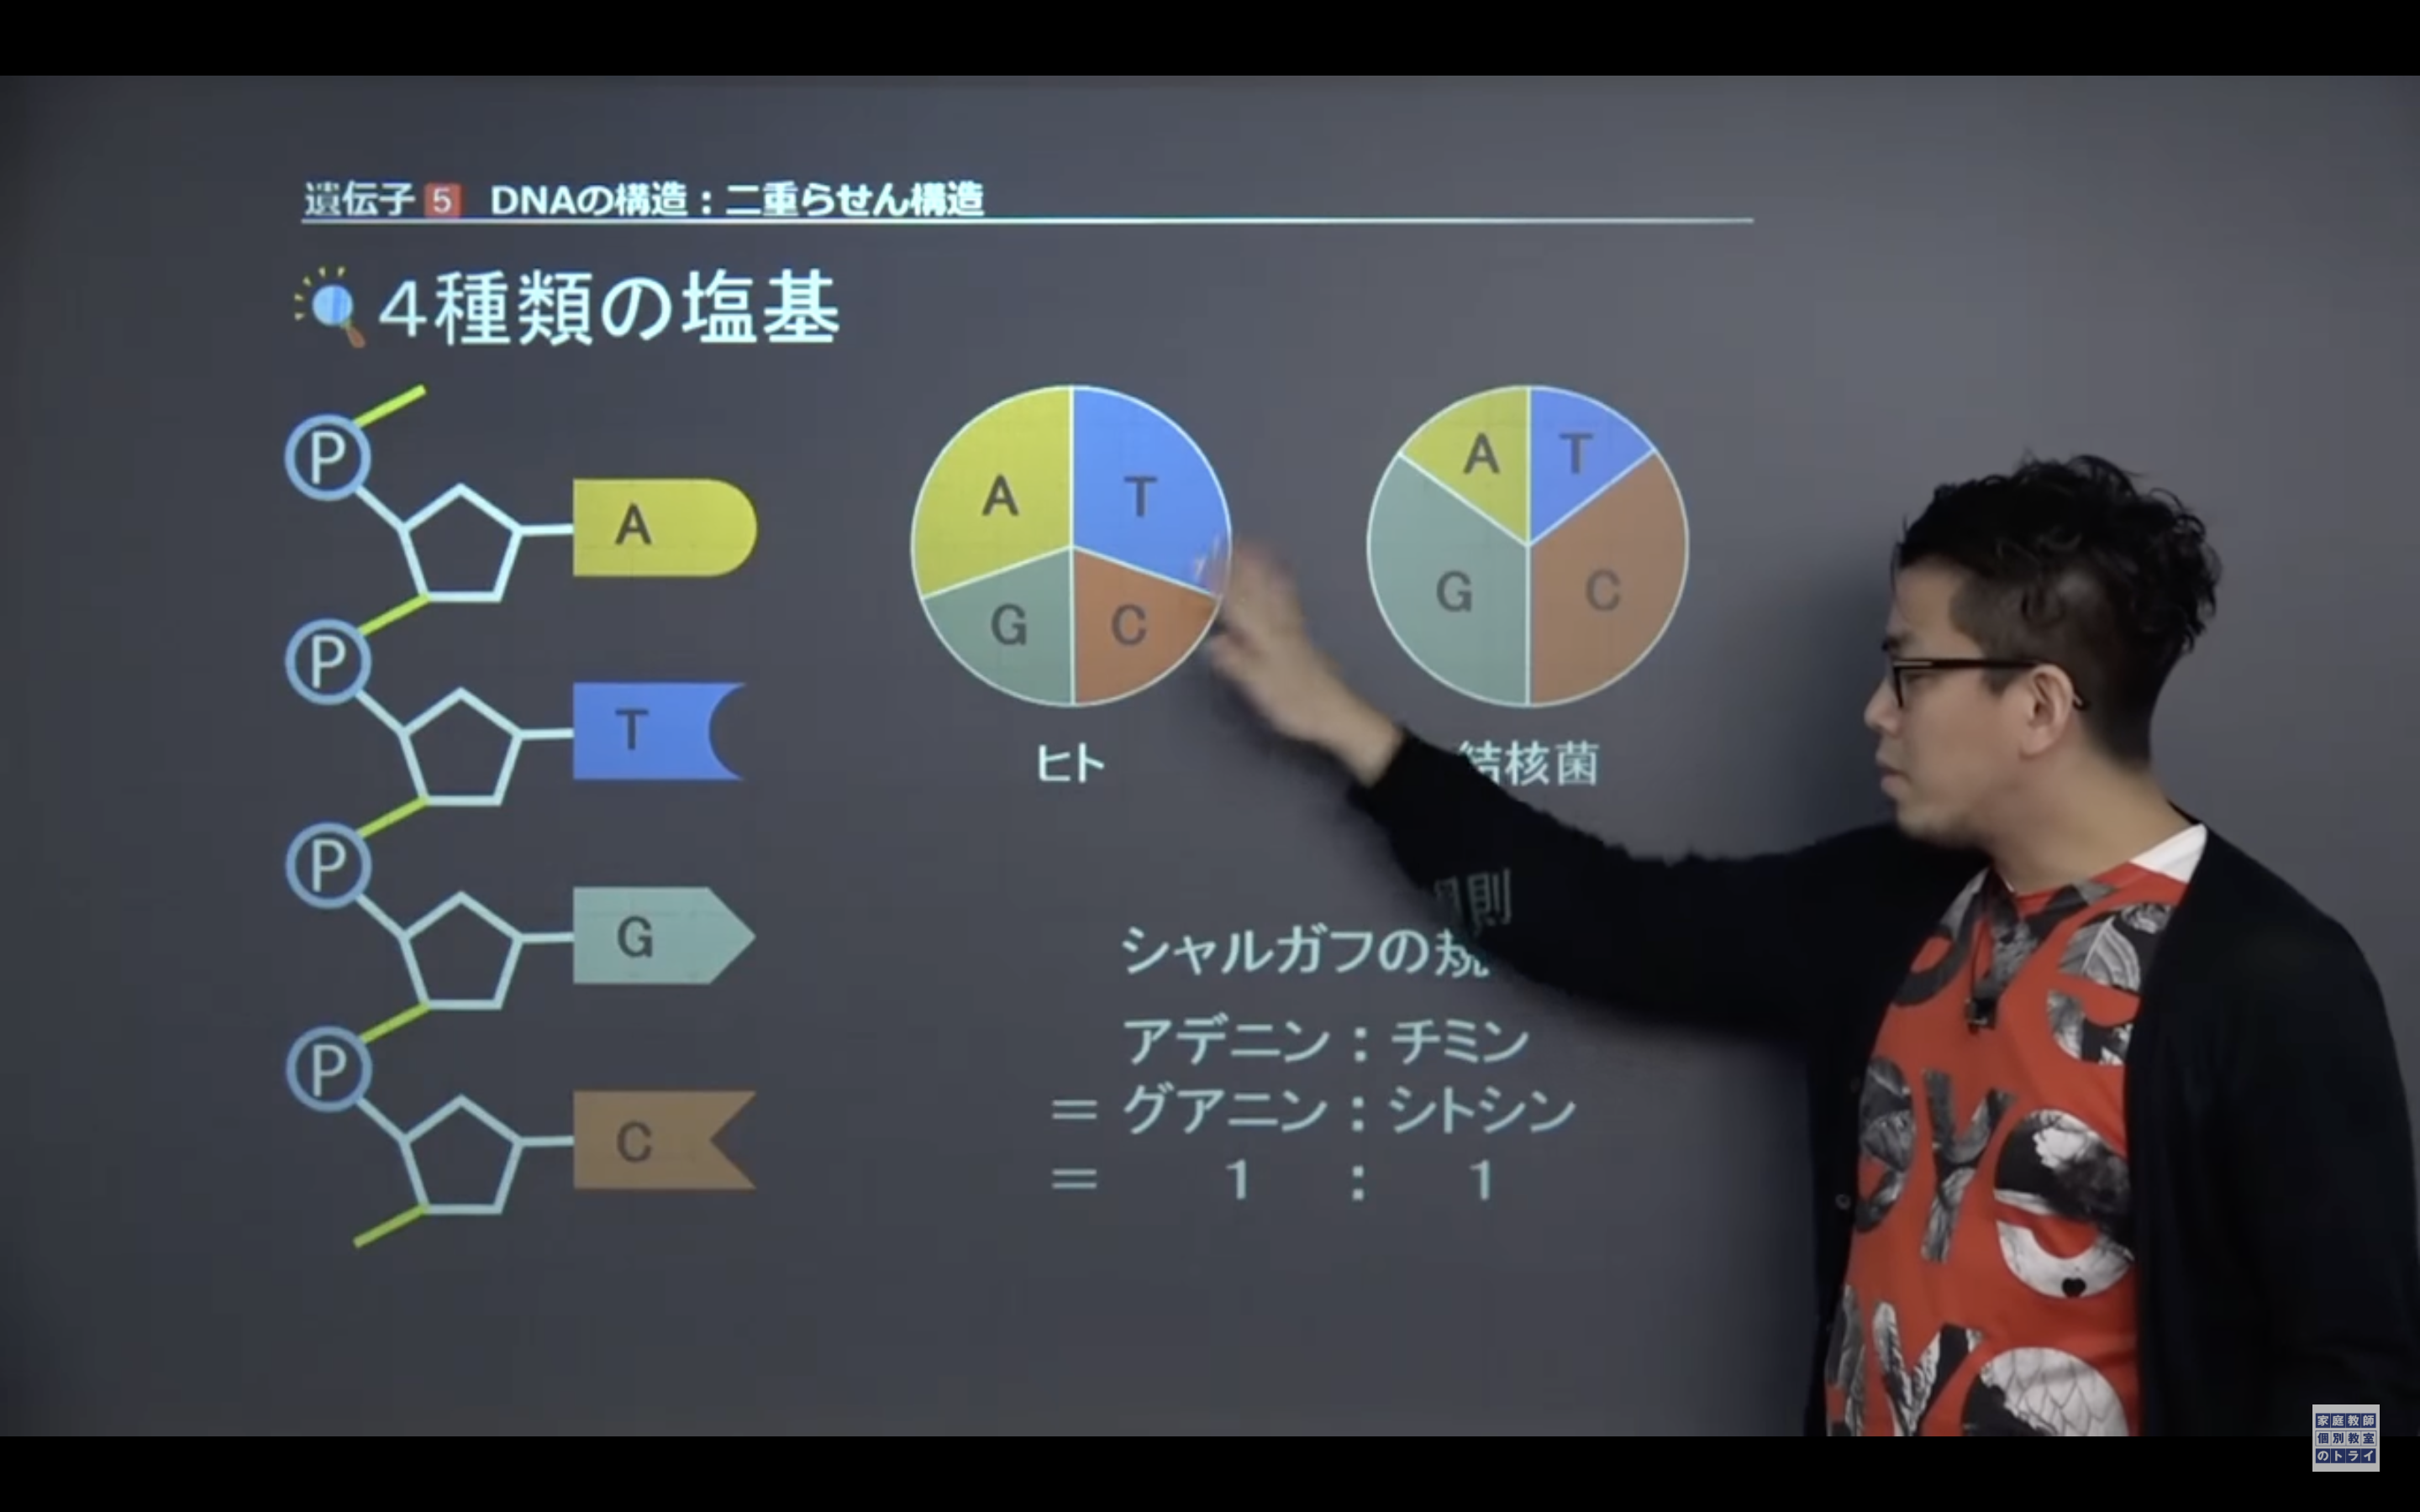 遺伝子 5 DNAの構造：二重らせん構造
4種類の塩基
P
A
P
T
P
G
P
C
A T
G C
ヒト
A T
G C
結核菌
シャルガフの規則
アデニン：チミン
＝グアニン：シトシン
＝ 1 ： 1
家庭教師
個別教室
のトライ